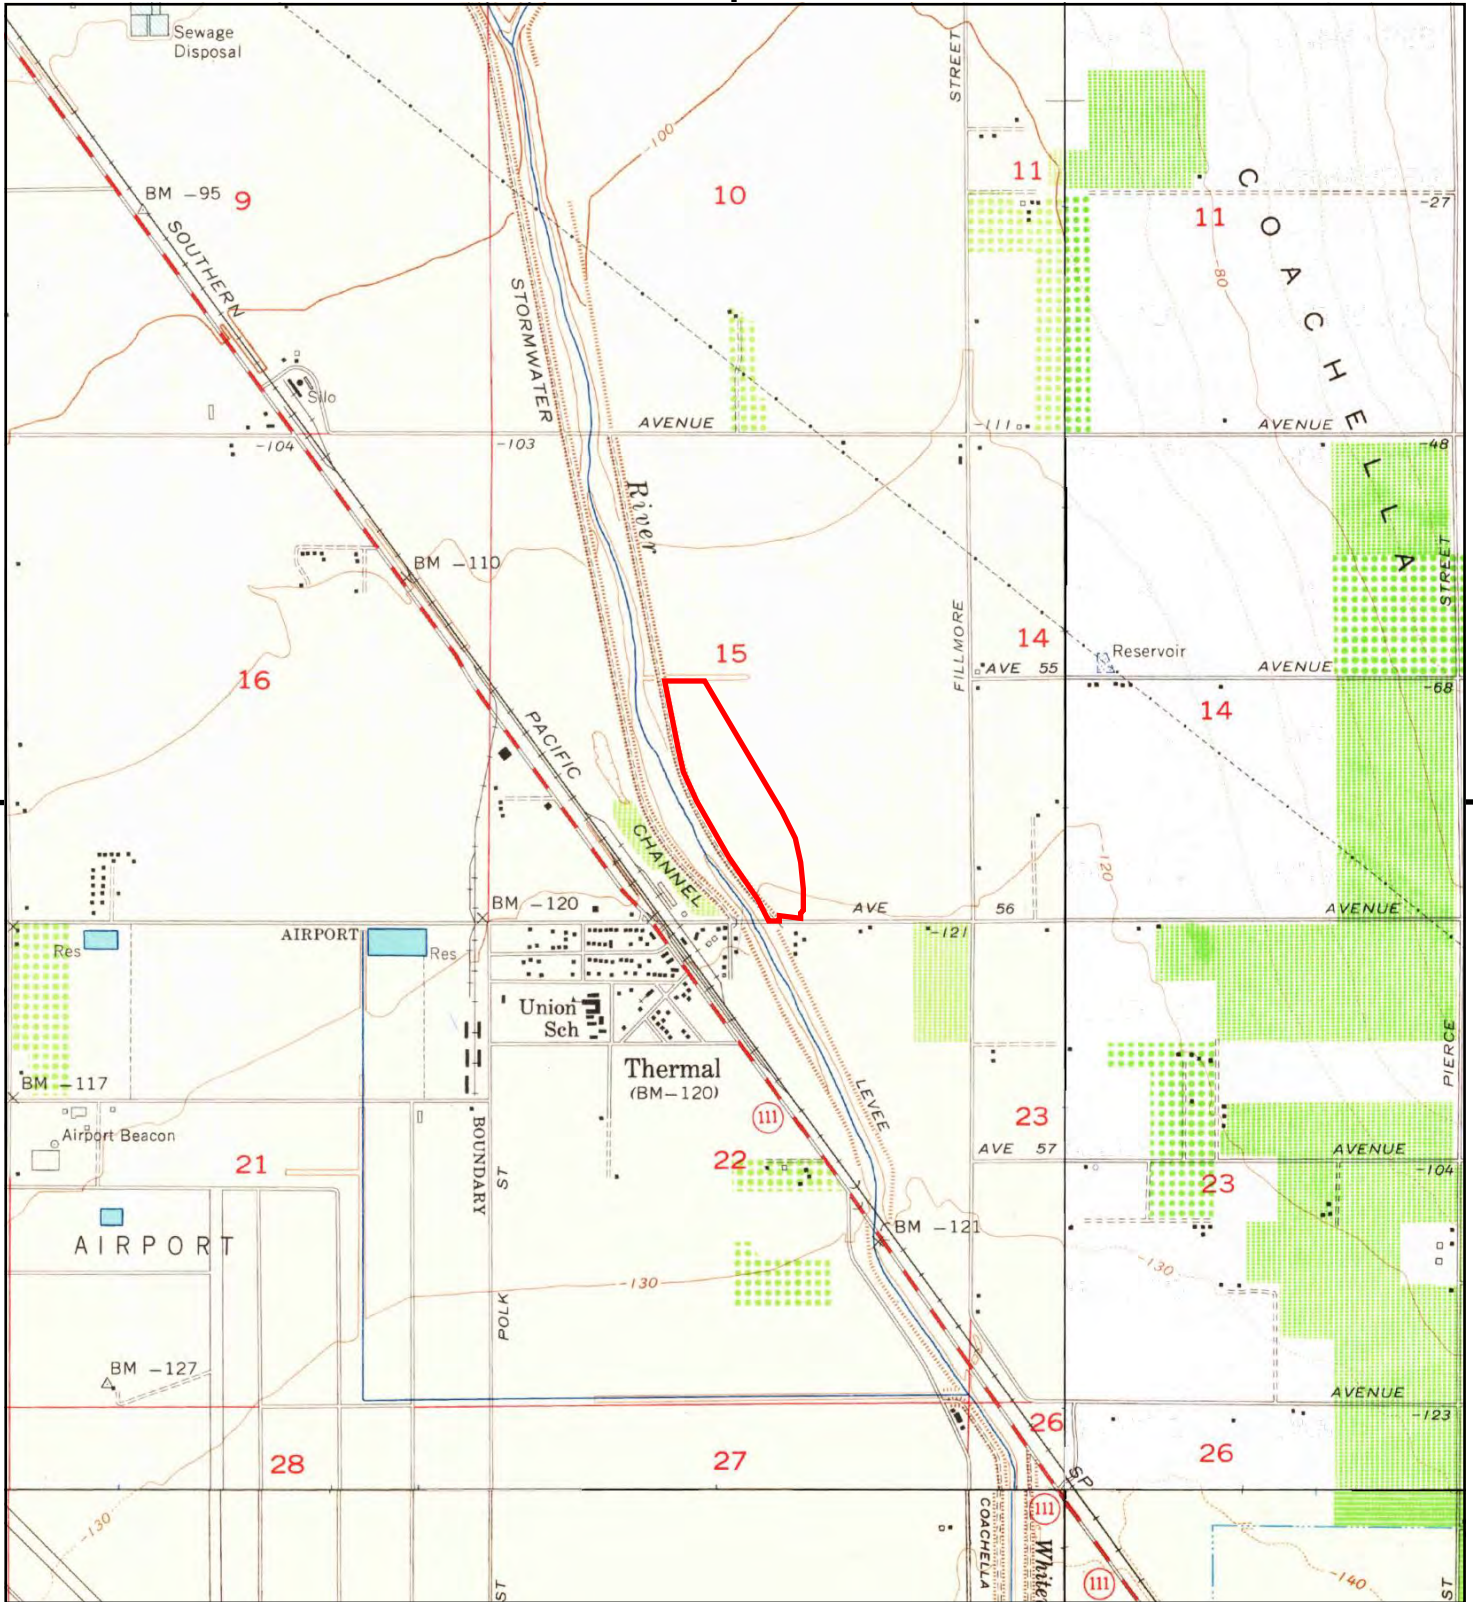 Sewage
Disposal
STREET
-100
BM -95
9
10
11
11
-27
COACHELLA
SOUTHERN
STORMWATER
-80
Silo
AVENUE
-111
AVENUE
-104
-103
-48
River
BM -110
STREET
FILLMORE
14
15
16
AVE 55
Reservoir
AVENUE
-68
14
PACIFIC
CHANNEL
-120
BM -120
AVE
56
AVENUE
AIRPORT
-121
Res
Res
Union
Sch
Thermal
(BM-120)
PIERCE
BM -117
LEVEE
111
23
Airport Beacon
BOUNDARY
AVE 57
AVENUE
21
ST
22
-104
23
BM -121
AIRPORT
-130
-130
POLK
BM -127
AVENUE
-123
26
26
28
27
SP
111
-130
COACHELLA
White
111
-140
ST
ST